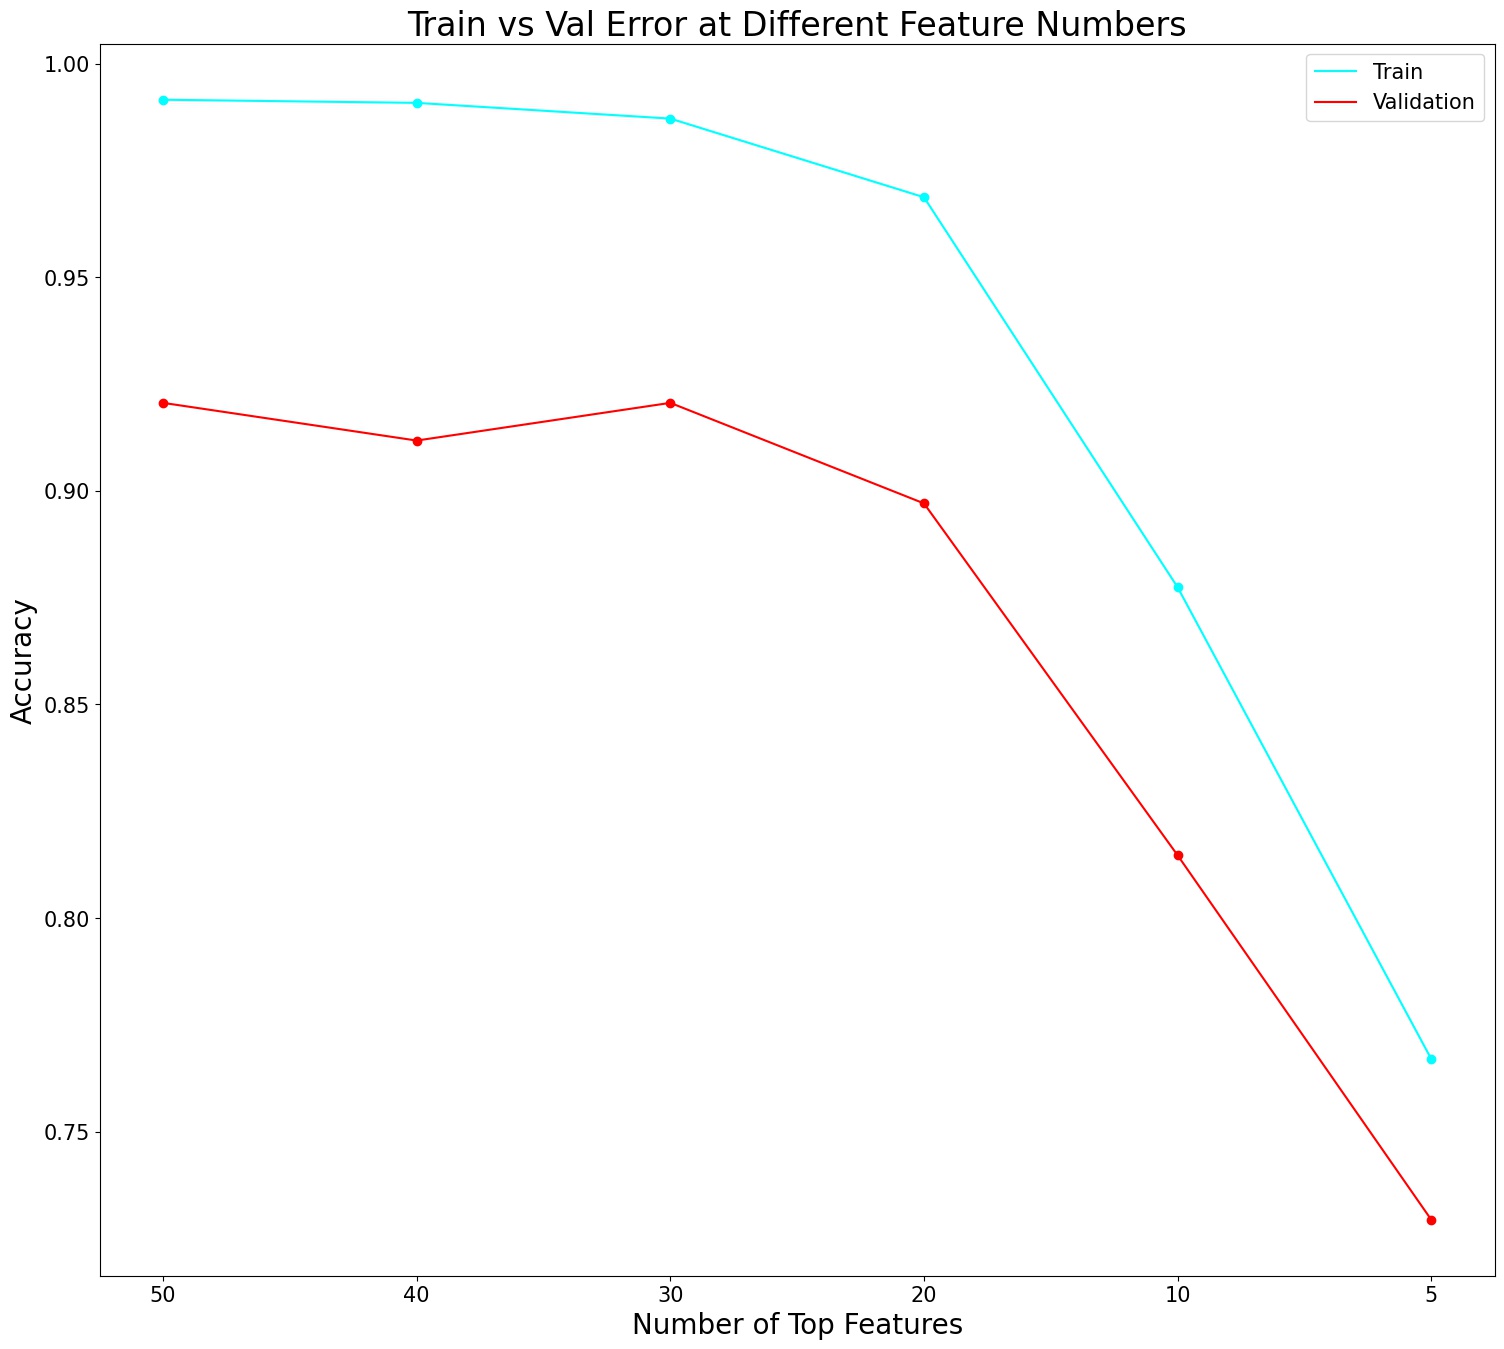 Train vs Val Error at Different Feature Numbers
Train
Validation
1.00
0.95
0.90
0.85
0.80
0.75
Accuracy
50 40 30 20 10 5
Number of Top Features